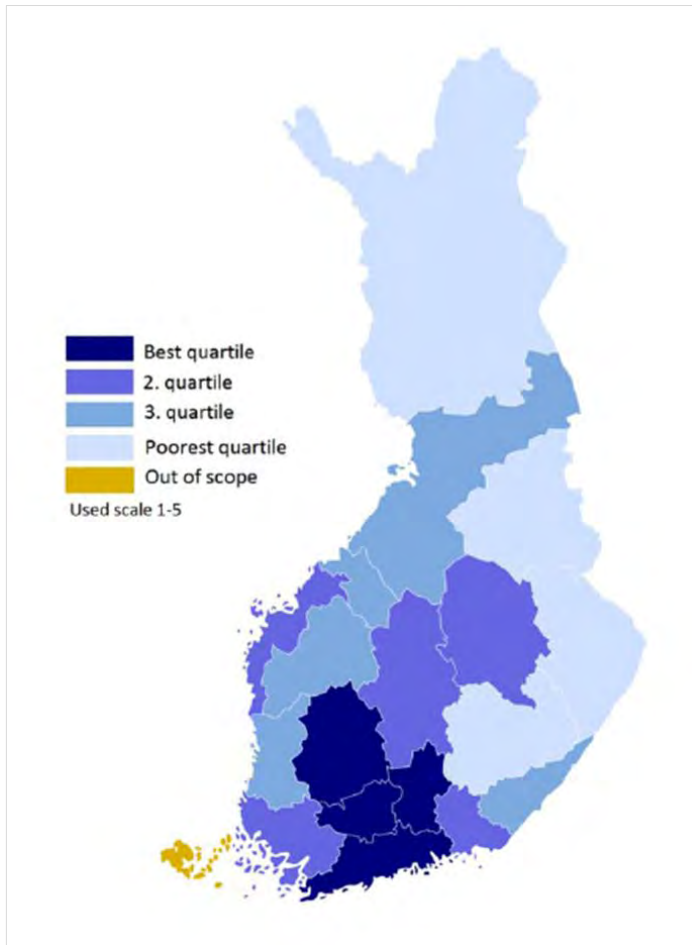 Best quartile
2. quartile
3. quartile
Poorest quartile
Out of scope
Used scale 1-5